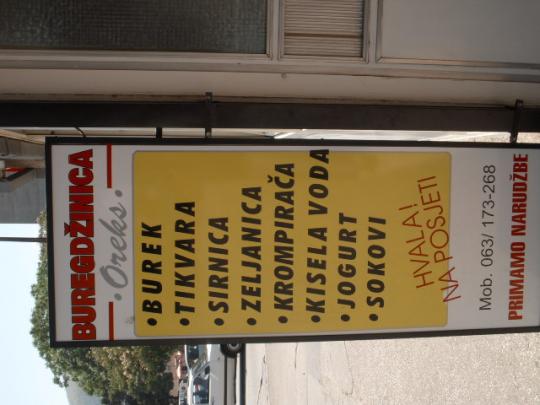 BUREGDŽINICA
• Oreks •
• BUREK
• TIKVARA
• SIRNICA
• ZELJANICA
• KROMPIRAČA
• KISELA VODA
• JOGURT
• SOKOVI
HVALA!
NA POSJETI
Mob. 063/ 173-268
PRIMAMO NARUDŽBE